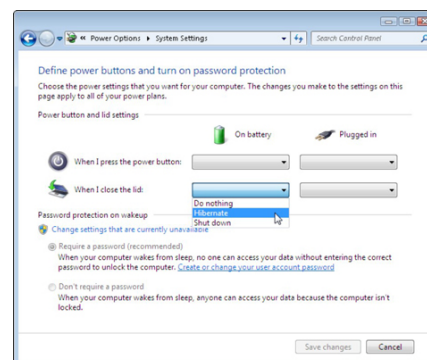 « Power Options ▸ System Settings
Search Control Panel
Define power buttons and turn on password protection
Choose the power settings that you want for your computer. The changes you make to the settings on this
page apply to all of your power plans.
Power button and lid settings
On battery
Plugged in
When I press the power button:
When I close the lid:
Do nothing
Hibernate
Shut down
Password protection on wakeup
Change settings that are currently unavailable
Require a password (recommended)
When your computer wakes from sleep, no one can access your data without entering the correct
password to unlock the computer. Create or change your user account password
Don't require a password
When your computer wakes from sleep, anyone can access your data because the computer isn't
locked.
Save changes
Cancel